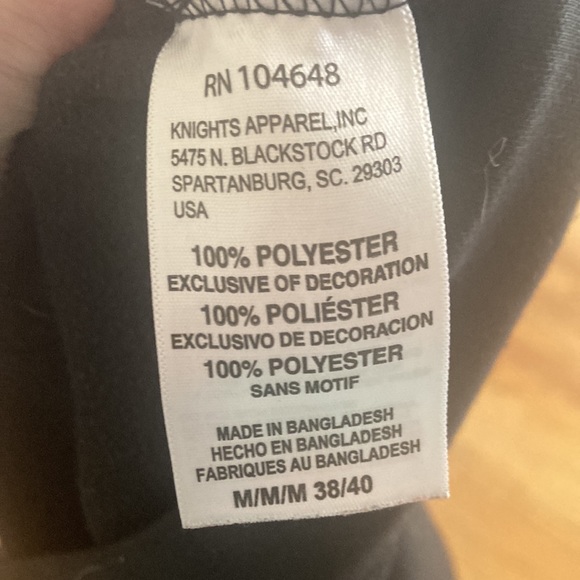 RN 104648
KNIGHTS APPAREL,INC
5475 N. BLACKSTOCK RD
SPARTANBURG, SC. 29303
USA
100% POLYESTER
EXCLUSIVE OF DECORATION
100% POLIÉSTER
EXCLUSIVO DE DECORACION
100% POLYESTER
SANS MOTIF
MADE IN BANGLADESH
HECHO EN BANGLADESH
FABRIQUES AU BANGLADESH
M/M/M 38/40